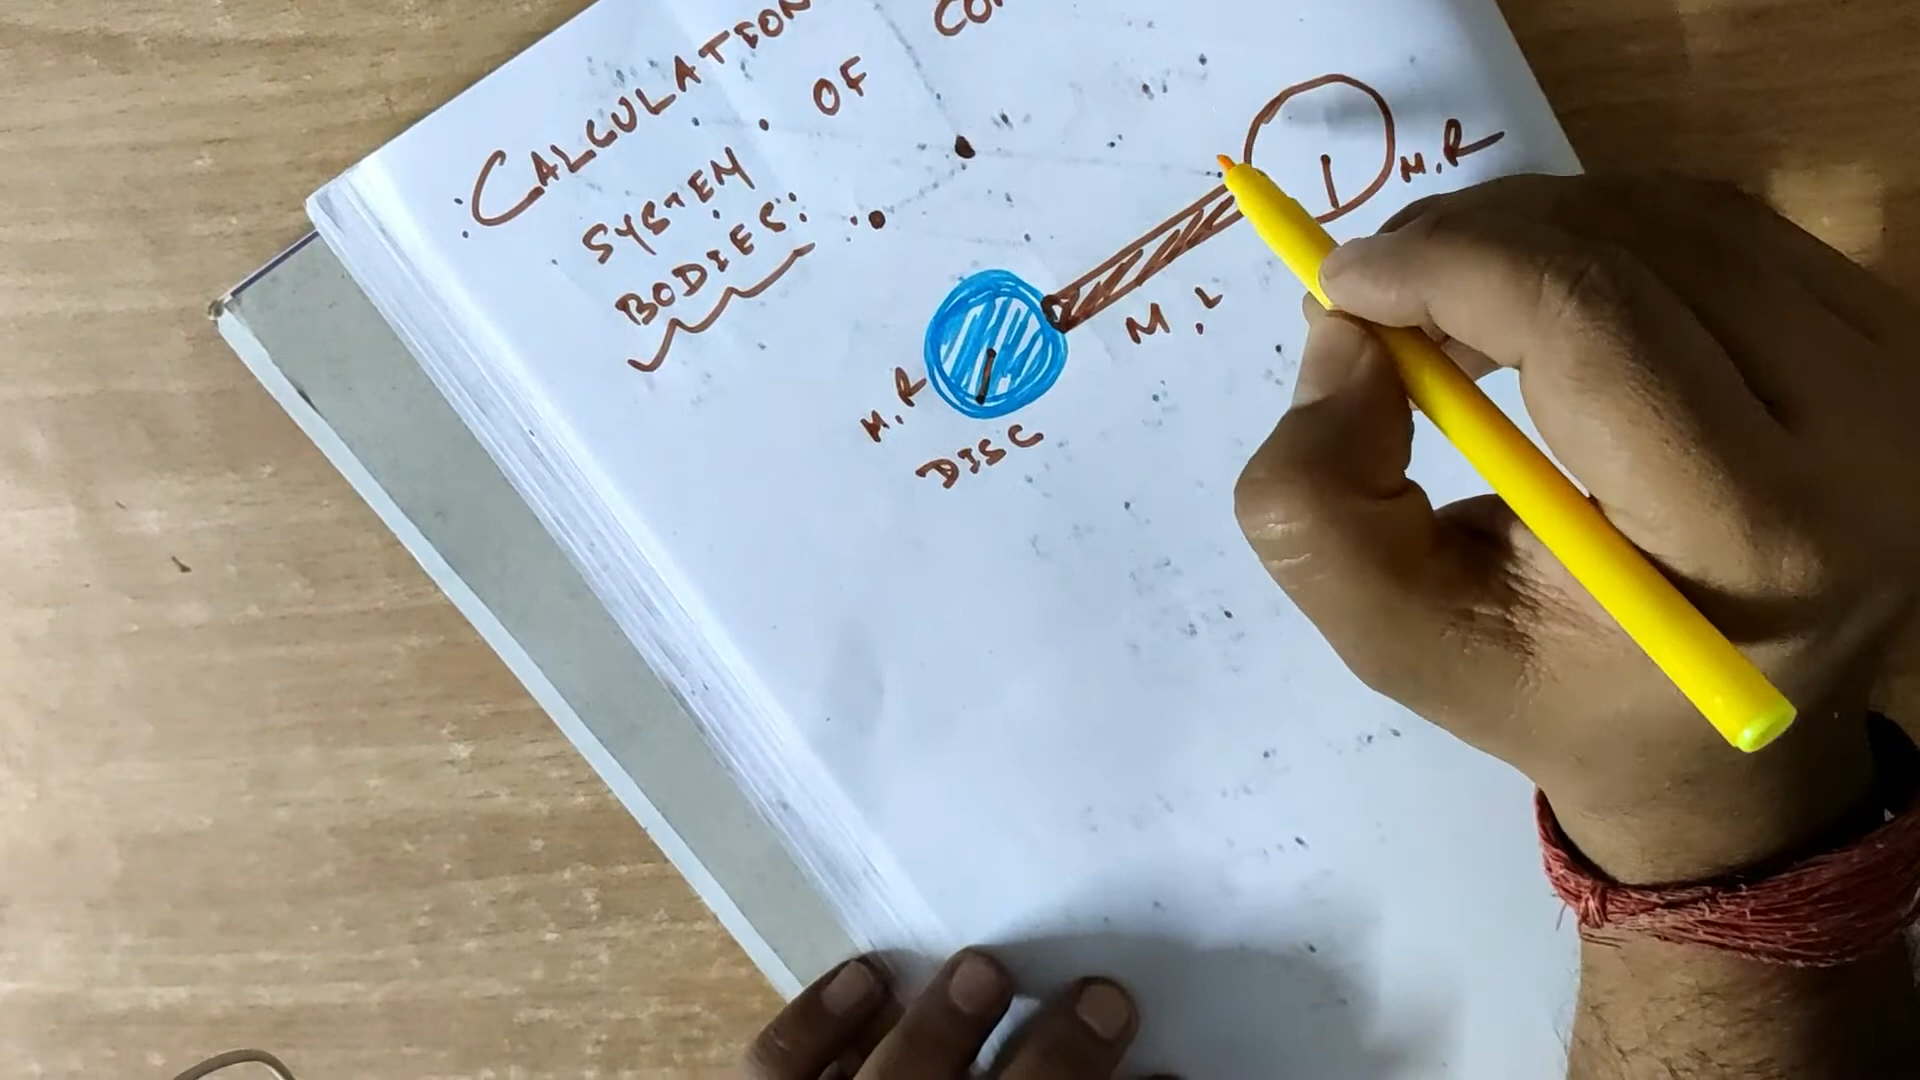 CALCULATION OF
SYSTEM
BODIES:
M.R
M, L
M.R
DISC